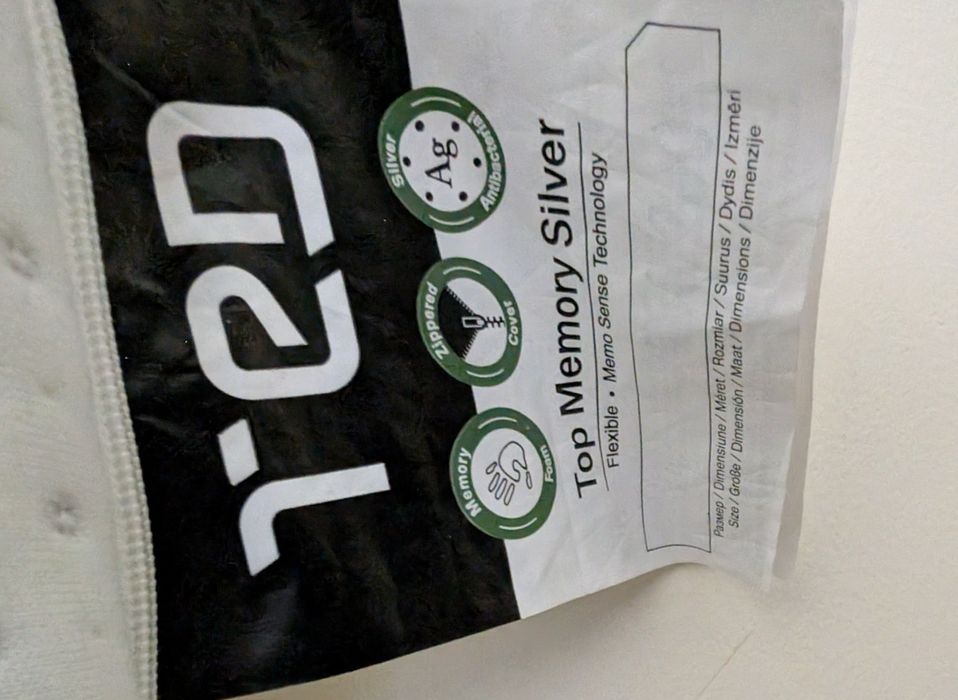 TED
Memory
Foam
Zippered
Cover
Silver
Ag
Antibacterial
Top Memory Silver
Flexible • Memo Sense Technology
Размер / Dimensiune / Méret / Rozmiar / Suurus / Dydis / Izmēri
Size / Größe / Dimensión / Maat / Dimensions / Dimenzije